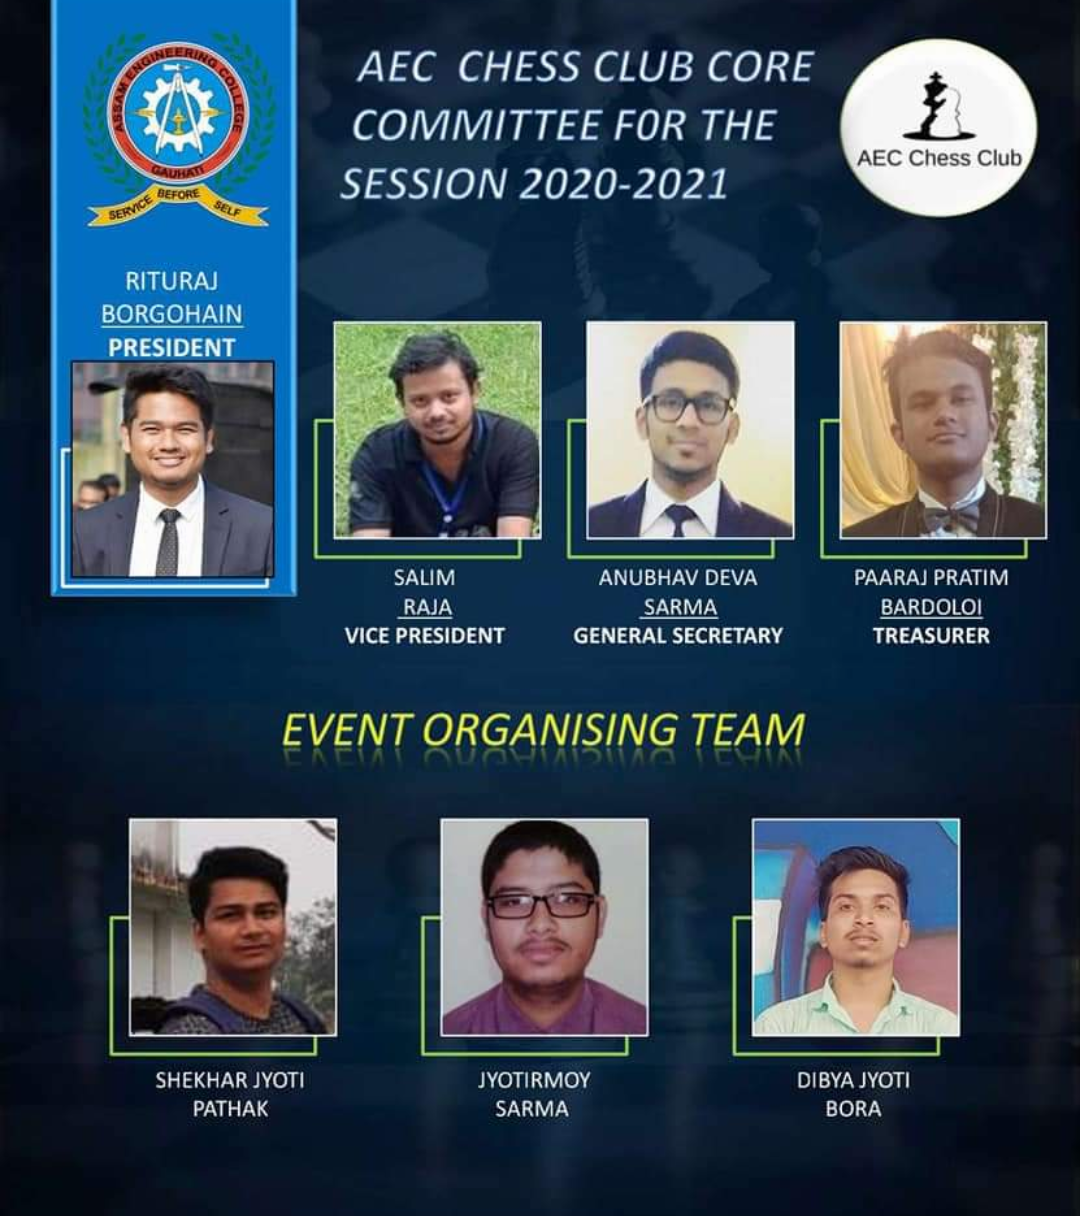 ASSAM ENGINEERING COLLEGE
GAUHATI
SERVICE BEFORE SELF
AEC CHESS CLUB CORE
COMMITTEE F0R THE
SESSION 2020-2021
AEC Chess Club
RITURAJ
BORGOHAIN
PRESIDENT
SALIM
RAJA
VICE PRESIDENT
ANUBHAV DEVA
SARMA
GENERAL SECRETARY
PAARAJ PRATIM
BARDOLOI
TREASURER
EVENT ORGANISING TEAM
SHEKHAR JYOTI
PATHAK
JYOTIRMOY
SARMA
DIBYA JYOTI
BORA